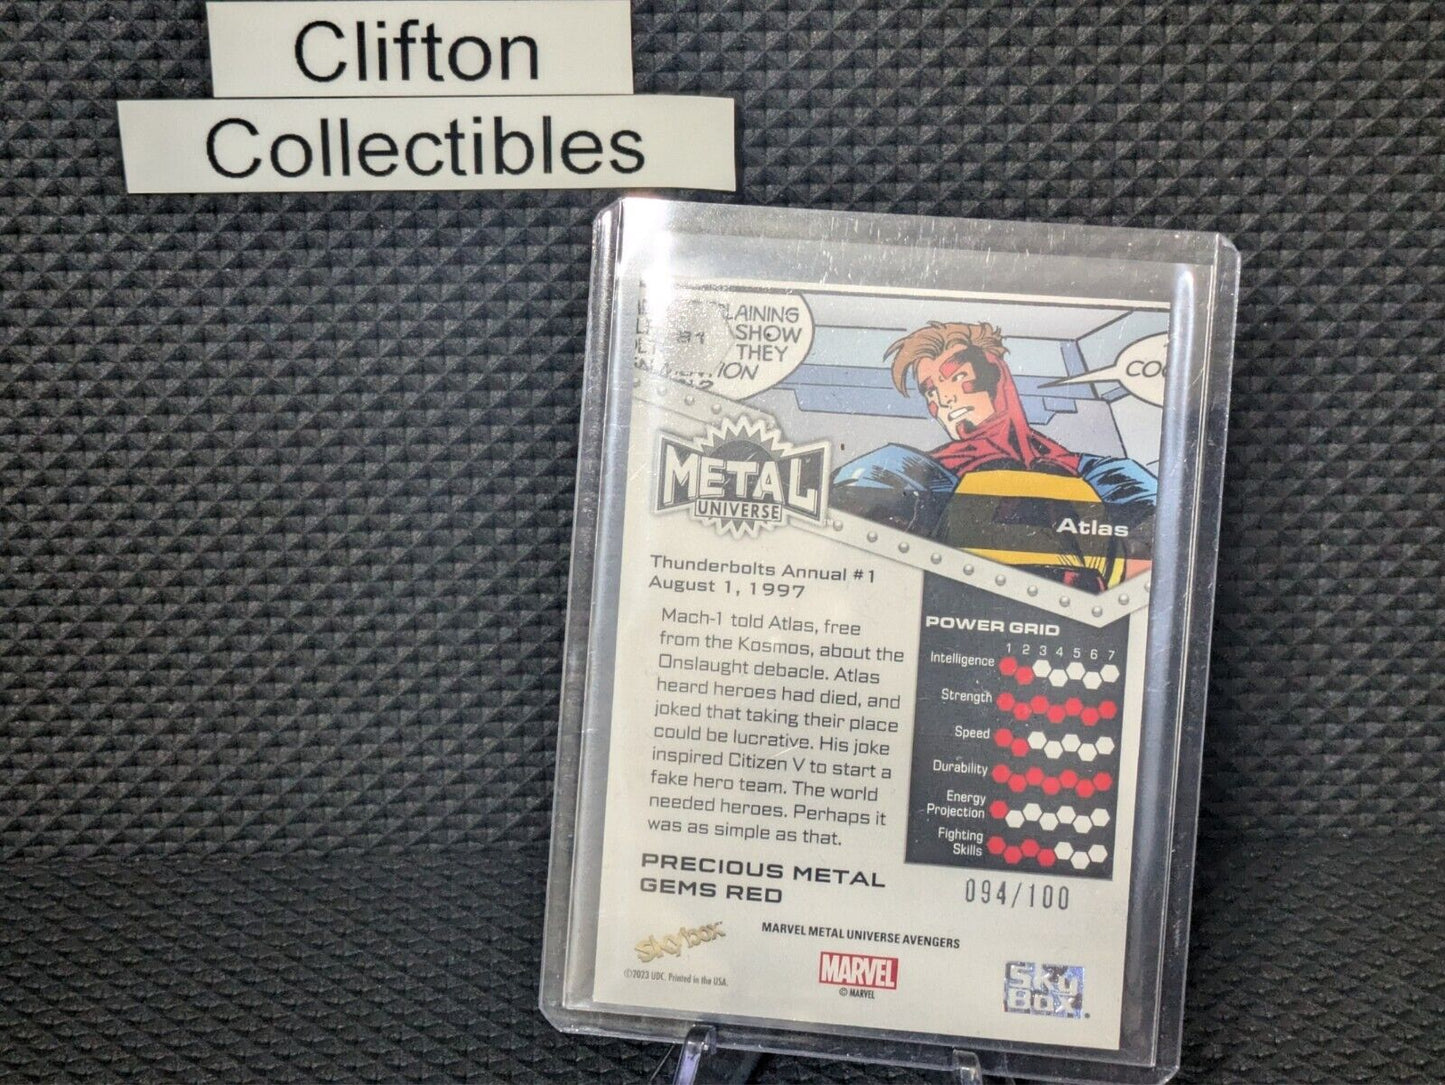 Clifton
Collectibles
LAINING
SHOW
THEY
ION
COO
METAL
UNIVERSE
Atlas
Thunderbolts Annual #1
August 1, 1997
Mach-1 told Atlas, free
from the Kosmos, about the
Onslaught debacle. Atlas
heard heroes had died, and
joked that taking their place
could be lucrative. His joke
inspired Citizen V to start a
fake hero team. The world
needed heroes. Perhaps it
was as simple as that.
POWER GRID
1 2 3 4 5 6 7
Intelligence
Strength
Speed
Durability
Energy
Projection
Fighting
Skills
094/100
PRECIOUS METAL
GEMS RED
skybox
MARVEL METAL UNIVERSE AVENGERS
©2023 UDC. Printed in the USA.
MARVEL
© MARVEL
SKY
BOX